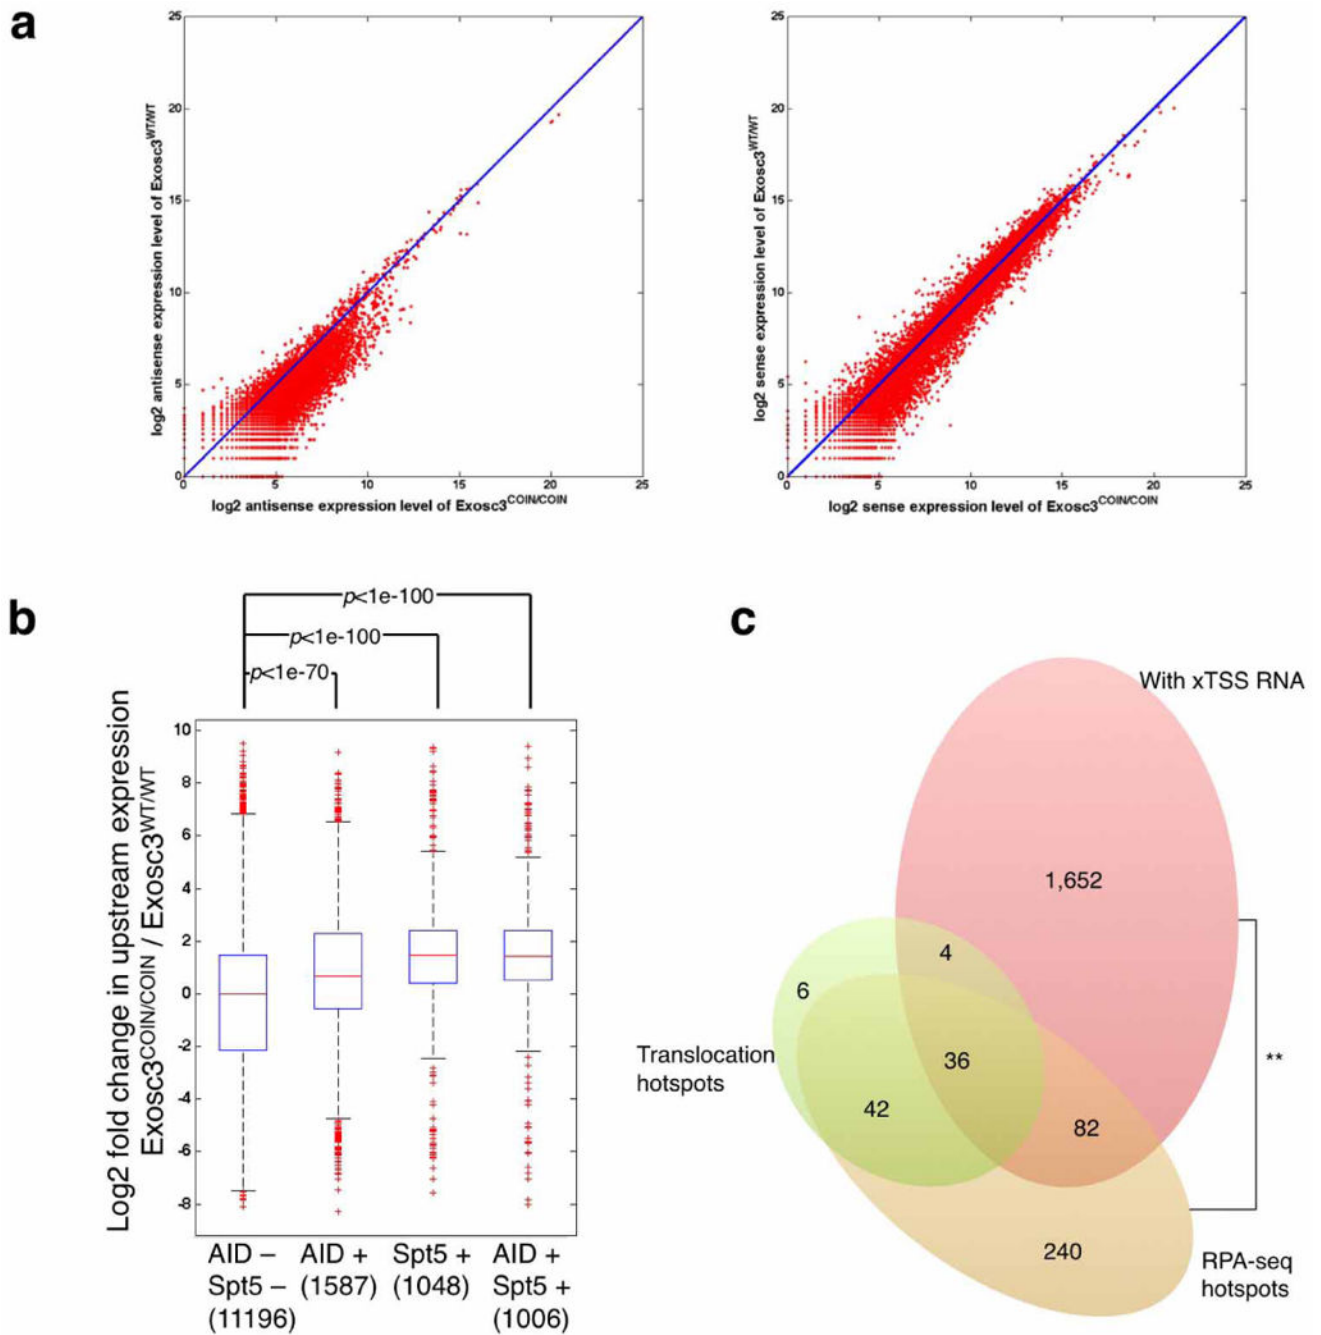 a
25
20
15
10
5
0
0 5 10 15 20 25
log2 antisense expression level of Exosc3WT/WT
log2 antisense expression level of Exosc3COIN/COIN
25
20
15
10
5
0
0 5 10 15 20 25
log2 sense expression level of Exosc3WT/WT
log2 sense expression level of Exosc3COIN/COIN
b
p<1e-100
p<1e-100
p<1e-70
Log2 fold change in upstream expression
Exosc3COIN/COIN / Exosc3WT/WT
10
8
6
4
2
0
-2
-4
-6
-8
AID –
Spt5 –
(11196)
AID +
(1587)
Spt5 +
(1048)
AID +
Spt5 +
(1006)
c
With xTSS RNA
1,652
4
6
Translocation
hotspots
36
**
42
82
240
RPA-seq
hotspots